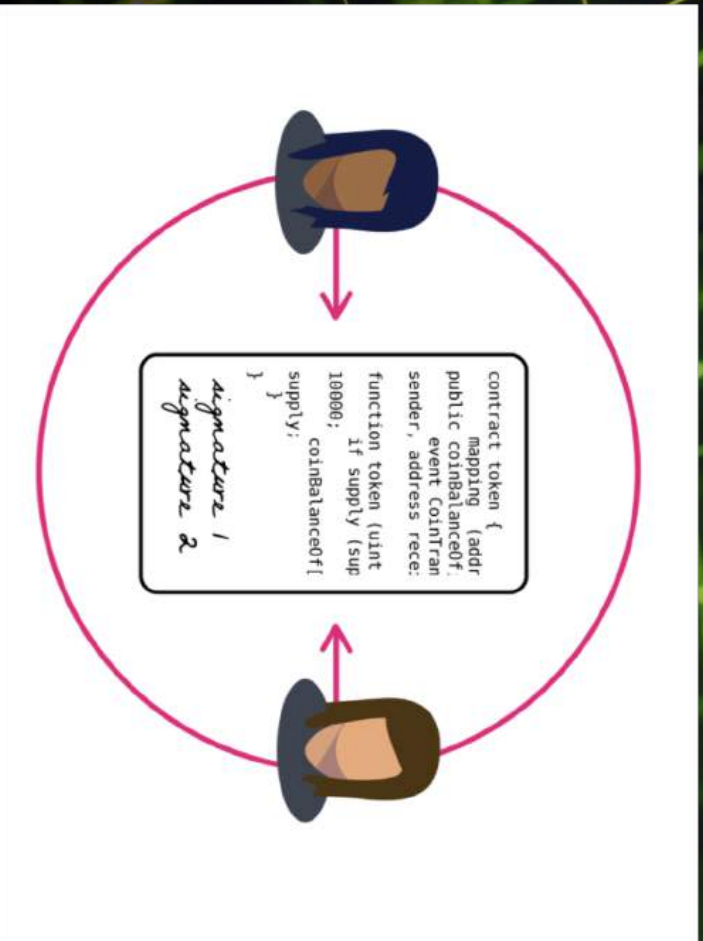 contract token {
mapping (addr
public coinBalanceOf
sender, address rece:
event CoinTran
function token (uint
if supply (sup
10000;
coinBalanceOf[
supply;
}
}
signature 1
signature 2